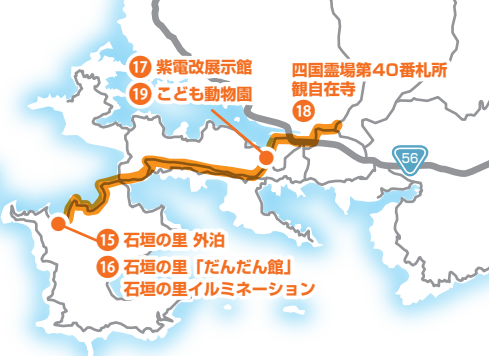 ⑰ 紫電改展示館
⑲ こども動物園
四国霊場第40番札所
観自在寺
⑱
56
⑮ 石垣の里 外泊
⑯ 石垣の里「だんだん館」
石垣の里イルミネーション